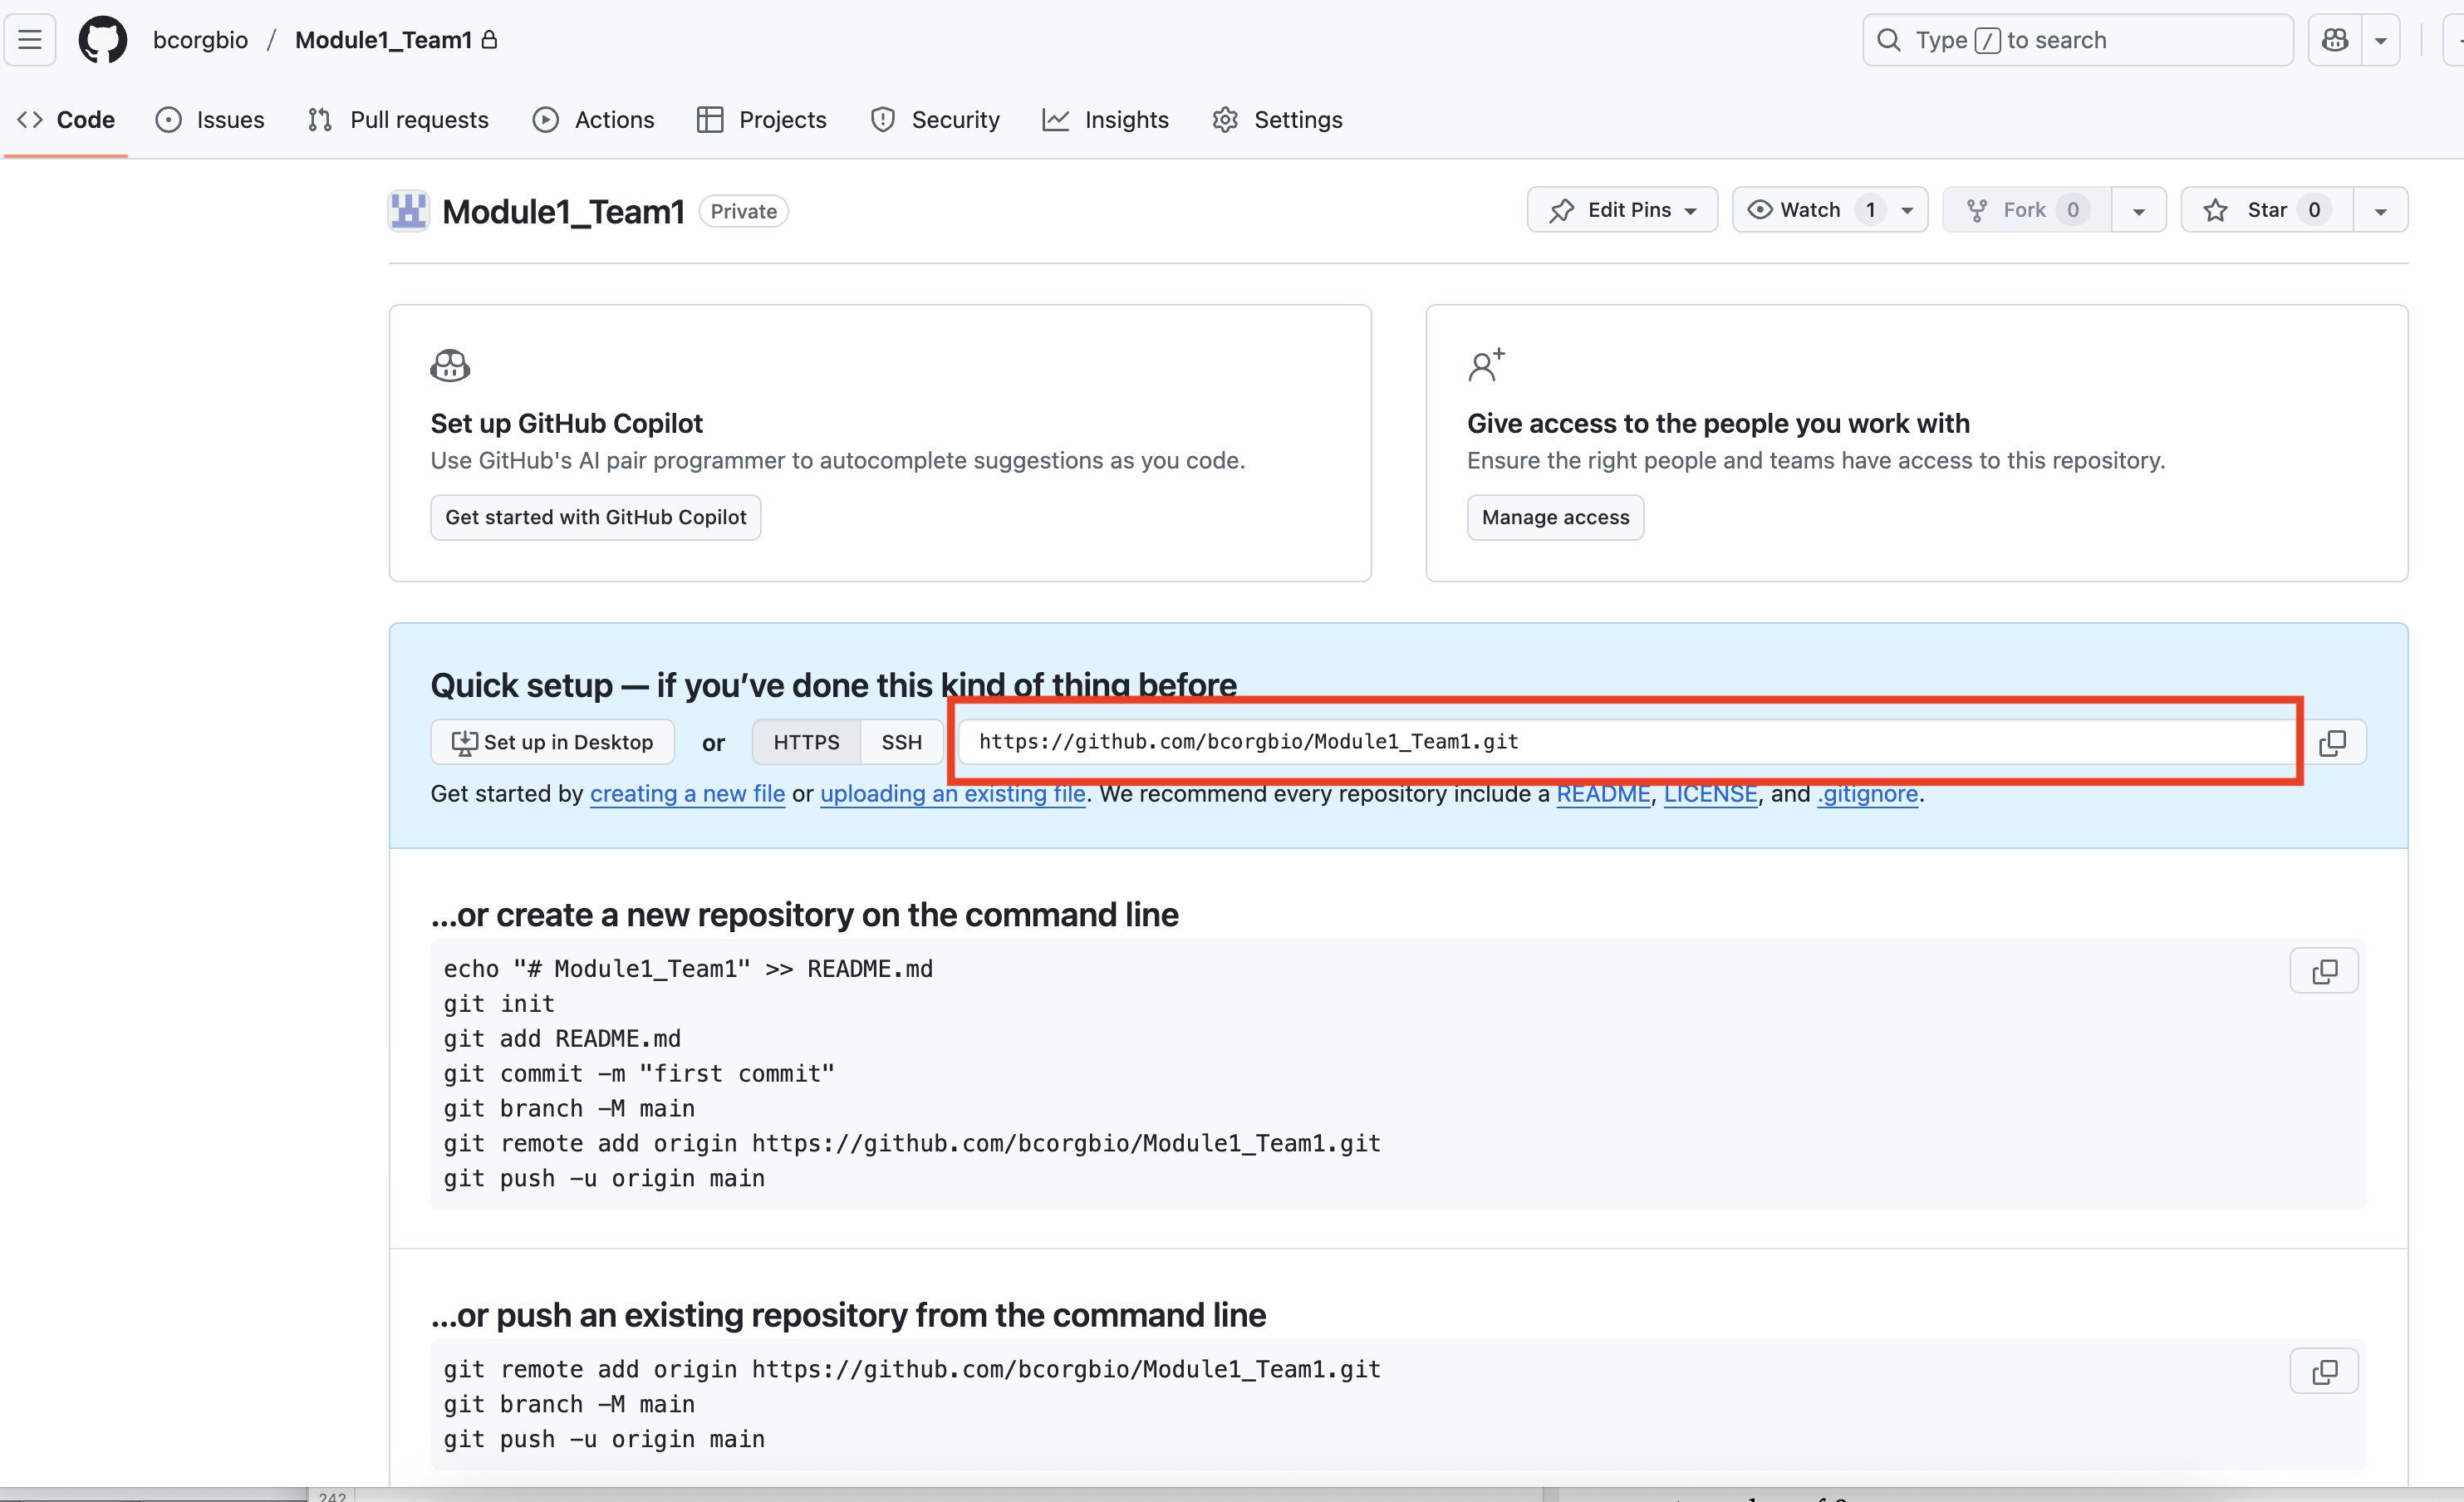 bcorgbio / Module1_Team1
Type / to search
Code Issues Pull requests Actions Projects Security Insights Settings
Module1_Team1 Private
Edit Pins Watch 1 Fork 0 Star 0
Set up GitHub Copilot
Use GitHub's AI pair programmer to autocomplete suggestions as you code.
Get started with GitHub Copilot
Give access to the people you work with
Ensure the right people and teams have access to this repository.
Manage access
Quick setup — if you’ve done this kind of thing before
Set up in Desktop or HTTPS SSH https://github.com/bcorgbio/Module1_Team1.git
Get started by creating a new file or uploading an existing file. We recommend every repository include a README, LICENSE, and .gitignore.
…or create a new repository on the command line
echo "# Module1_Team1" >> README.md
git init
git add README.md
git commit -m "first commit"
git branch -M main
git remote add origin https://github.com/bcorgbio/Module1_Team1.git
git push -u origin main
…or push an existing repository from the command line
git remote add origin https://github.com/bcorgbio/Module1_Team1.git
git branch -M main
git push -u origin main
242